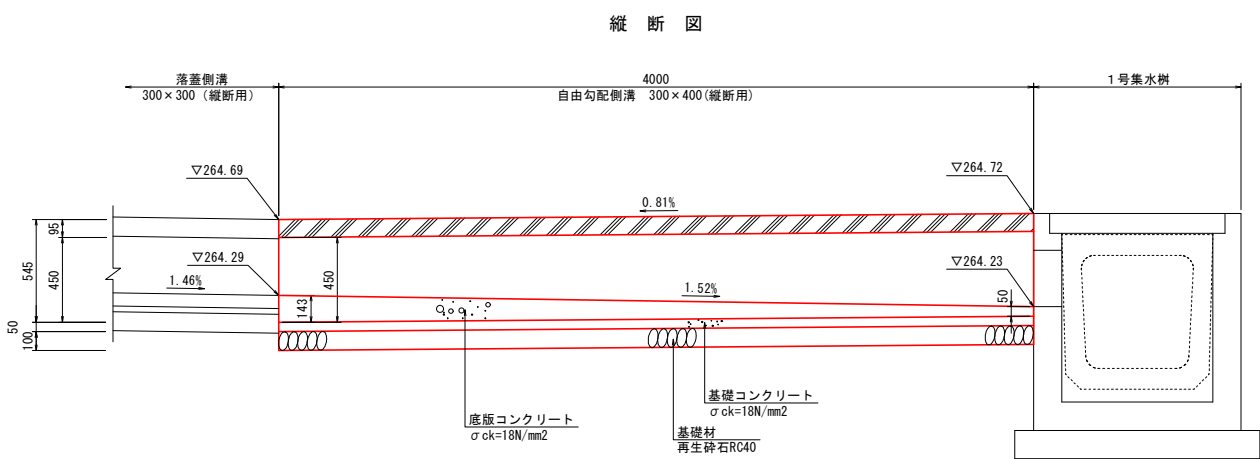 縦 断 図
落蓋側溝
300×300 (縦断用)
4000
自由勾配側溝 300×400(縦断用)
1号集水桝
▽264.69
▽264.72
0.81%
95
545
450
50
100
▽264.29
1.46%
143
450
1.52%
▽264.23
50
底版コンクリート
σck=18N/mm2
基礎コンクリート
σck=18N/mm2
基礎材
再生砕石RC40